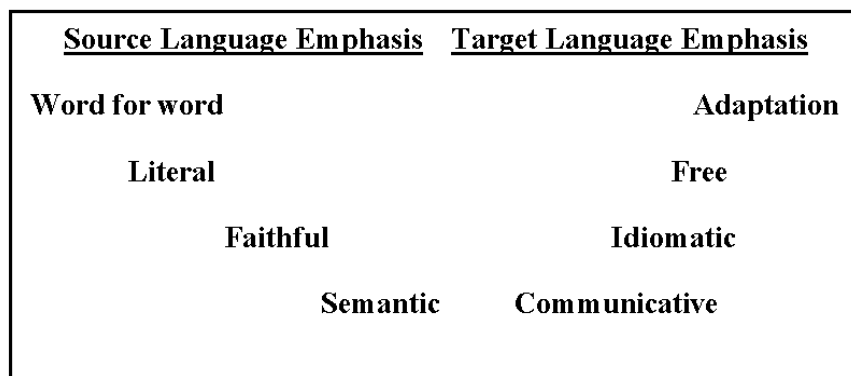 Source Language Emphasis Target Language Emphasis
Word for word Adaptation
Literal Free
Faithful Idiomatic
Semantic Communicative